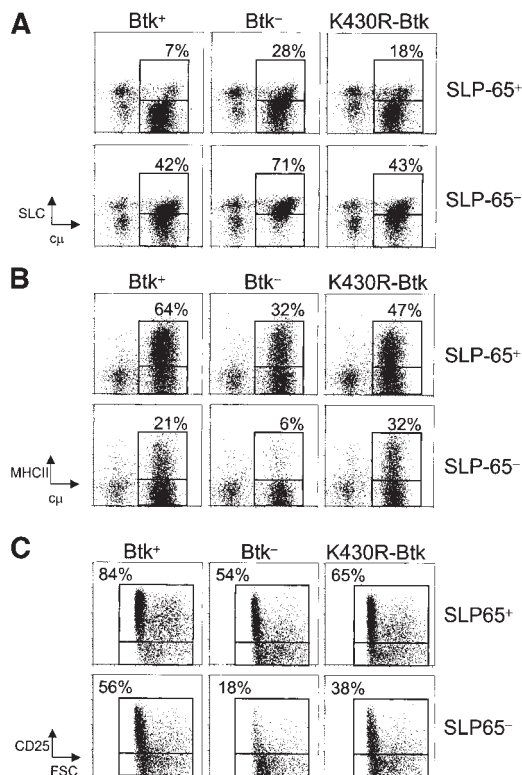 A
Btk⁺ Btk⁻ K430R-Btk
7% 28% 18%
SLP-65⁺
42% 71% 43%
SLP-65⁻
SLC
cμ
B
Btk⁺ Btk⁻ K430R-Btk
64% 32% 47%
SLP-65⁺
21% 6% 32%
SLP-65⁻
MHCII
cμ
C
Btk⁺ Btk⁻ K430R-Btk
84% 54% 65%
SLP65⁺
56% 18% 38%
SLP65⁻
CD25
FSC